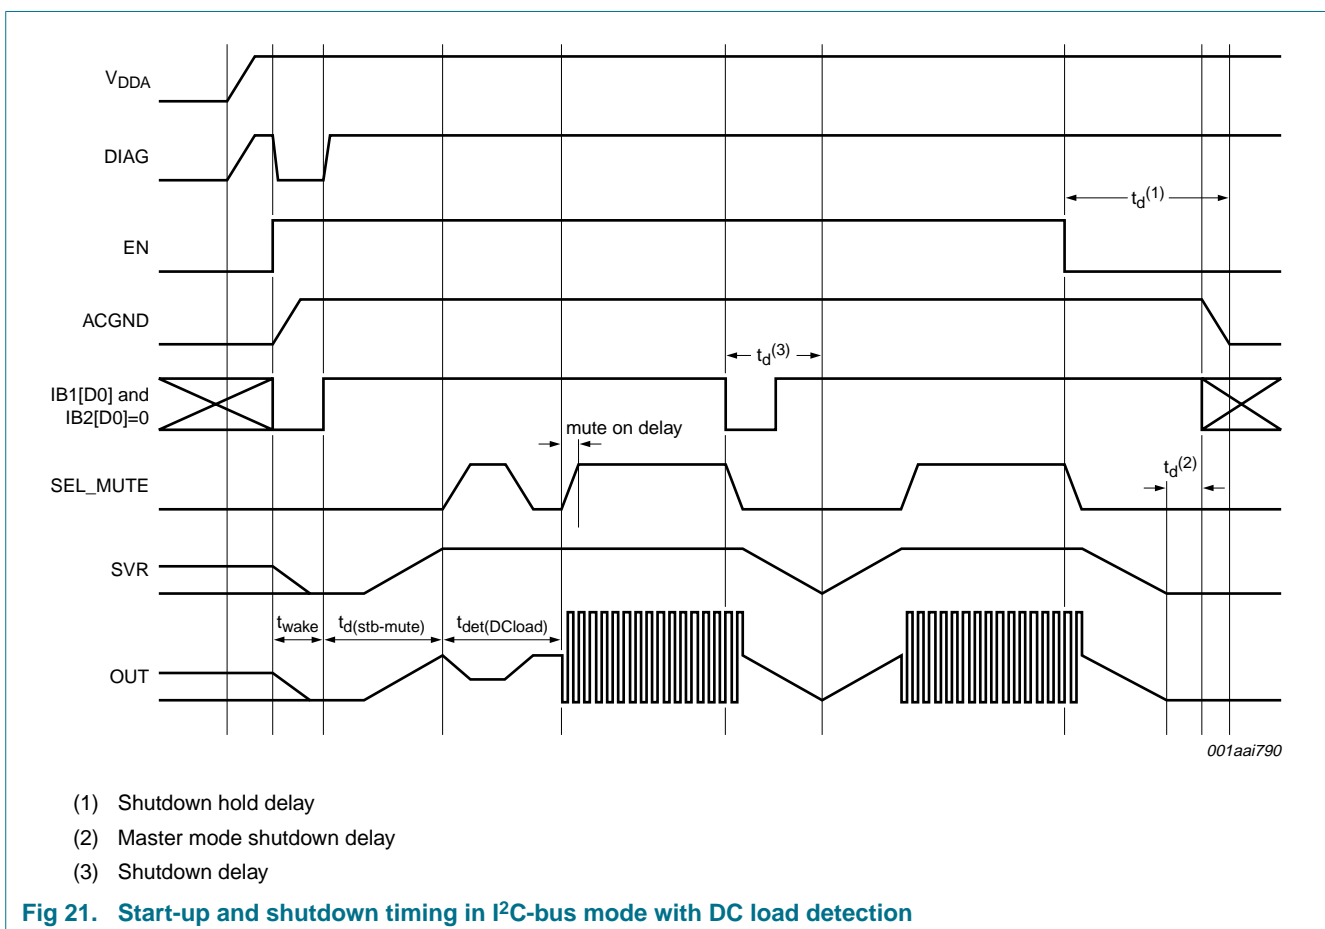 VDDA
DIAG
td(1)
EN
ACGND
td(3)
IB1[D0] and
IB2[D0]=0
mute on delay
SEL_MUTE
td(2)
SVR
twake
td(stb-mute)
tdet(DCload)
OUT
001aai790
(1) Shutdown hold delay
(2) Master mode shutdown delay
(3) Shutdown delay
Fig 21. Start-up and shutdown timing in I2C-bus mode with DC load detection